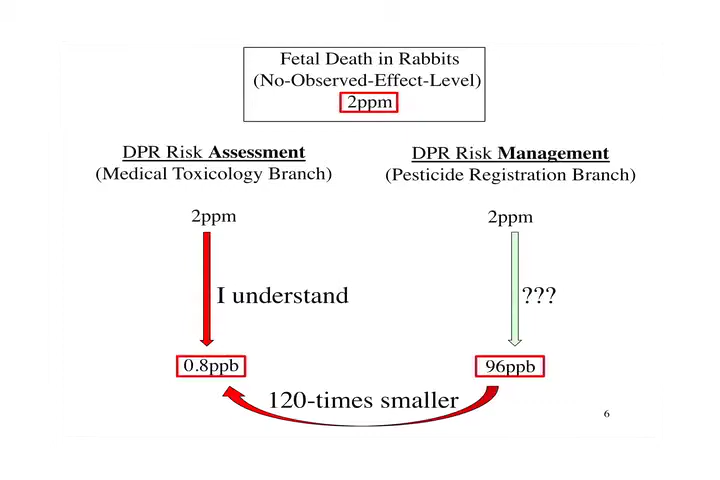 Fetal Death in Rabbits
(No-Observed-Effect-Level)
2ppm
DPR Risk Assessment
(Medical Toxicology Branch)
2ppm
I understand
0.8ppb
DPR Risk Management
(Pesticide Registration Branch)
2ppm
???
96ppb
120-times smaller
6